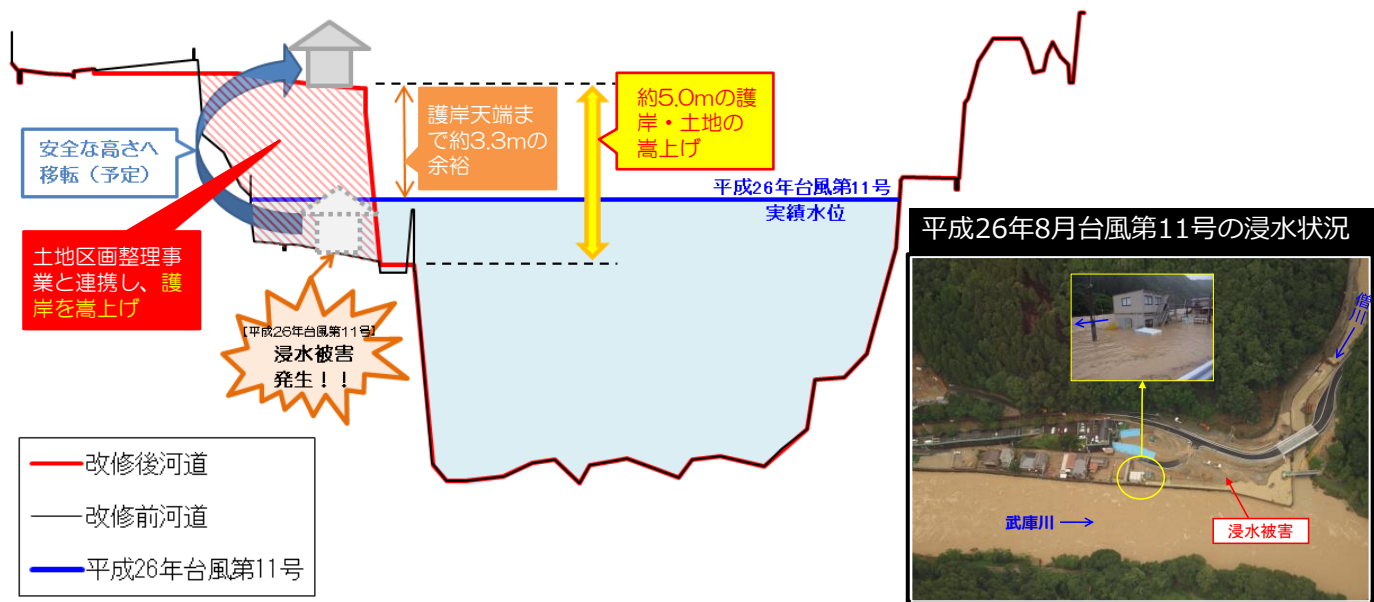 安全な高さへ
移転（予定）
土地区画整理事
業と連携し、護
岸を嵩上げ
護岸天端ま
で約3.3mの
余裕
約5.0mの護
岸・土地の
嵩上げ
平成26年台風第11号
実績水位
【平成26年台風第11号】
浸水被害
発生！！
改修後河道
改修前河道
平成26年台風第11号
平成26年8月台風第11号の浸水状況
僧川
武庫川
浸水被害